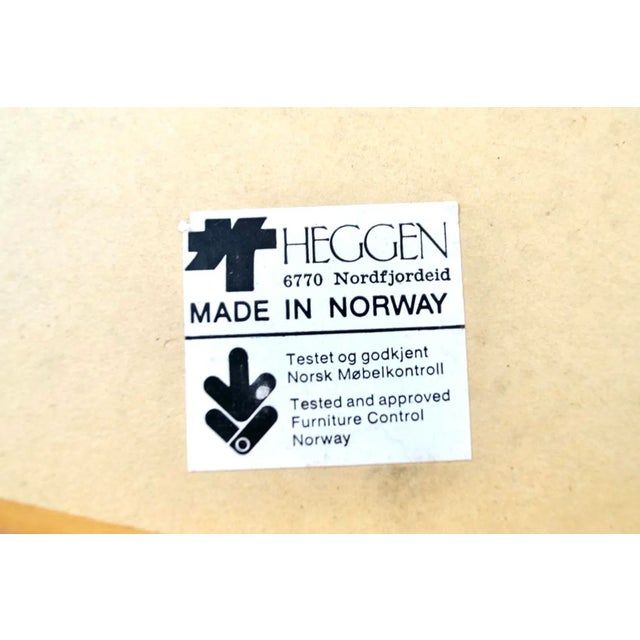 HEGGEN
6770 Nordfjordeid
MADE IN NORWAY
Testet og godkjent
Norsk Møbelkontroll
Tested and approved
Furniture Control
Norway